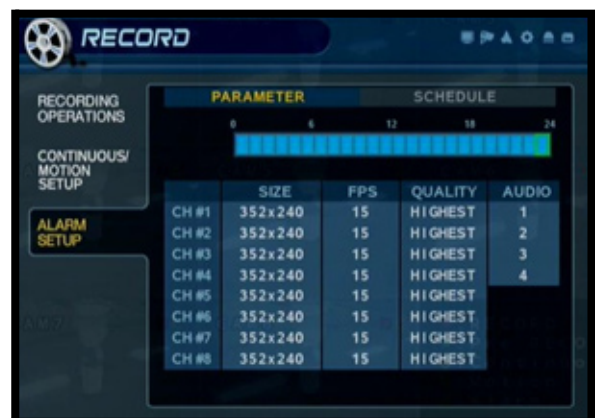 RECORD
RECORDING
OPERATIONS
CONTINUOUS/
MOTION
SETUP
ALARM
SETUP
PARAMETER SCHEDULE
0 6 12 18 24
SIZE FPS QUALITY AUDIO
CH #1 352x240 15 HIGHEST 1
CH #2 352x240 15 HIGHEST 2
CH #3 352x240 15 HIGHEST 3
CH #4 352x240 15 HIGHEST 4
CH #5 352x240 15 HIGHEST
CH #6 352x240 15 HIGHEST
CH #7 352x240 15 HIGHEST
CH #8 352x240 15 HIGHEST